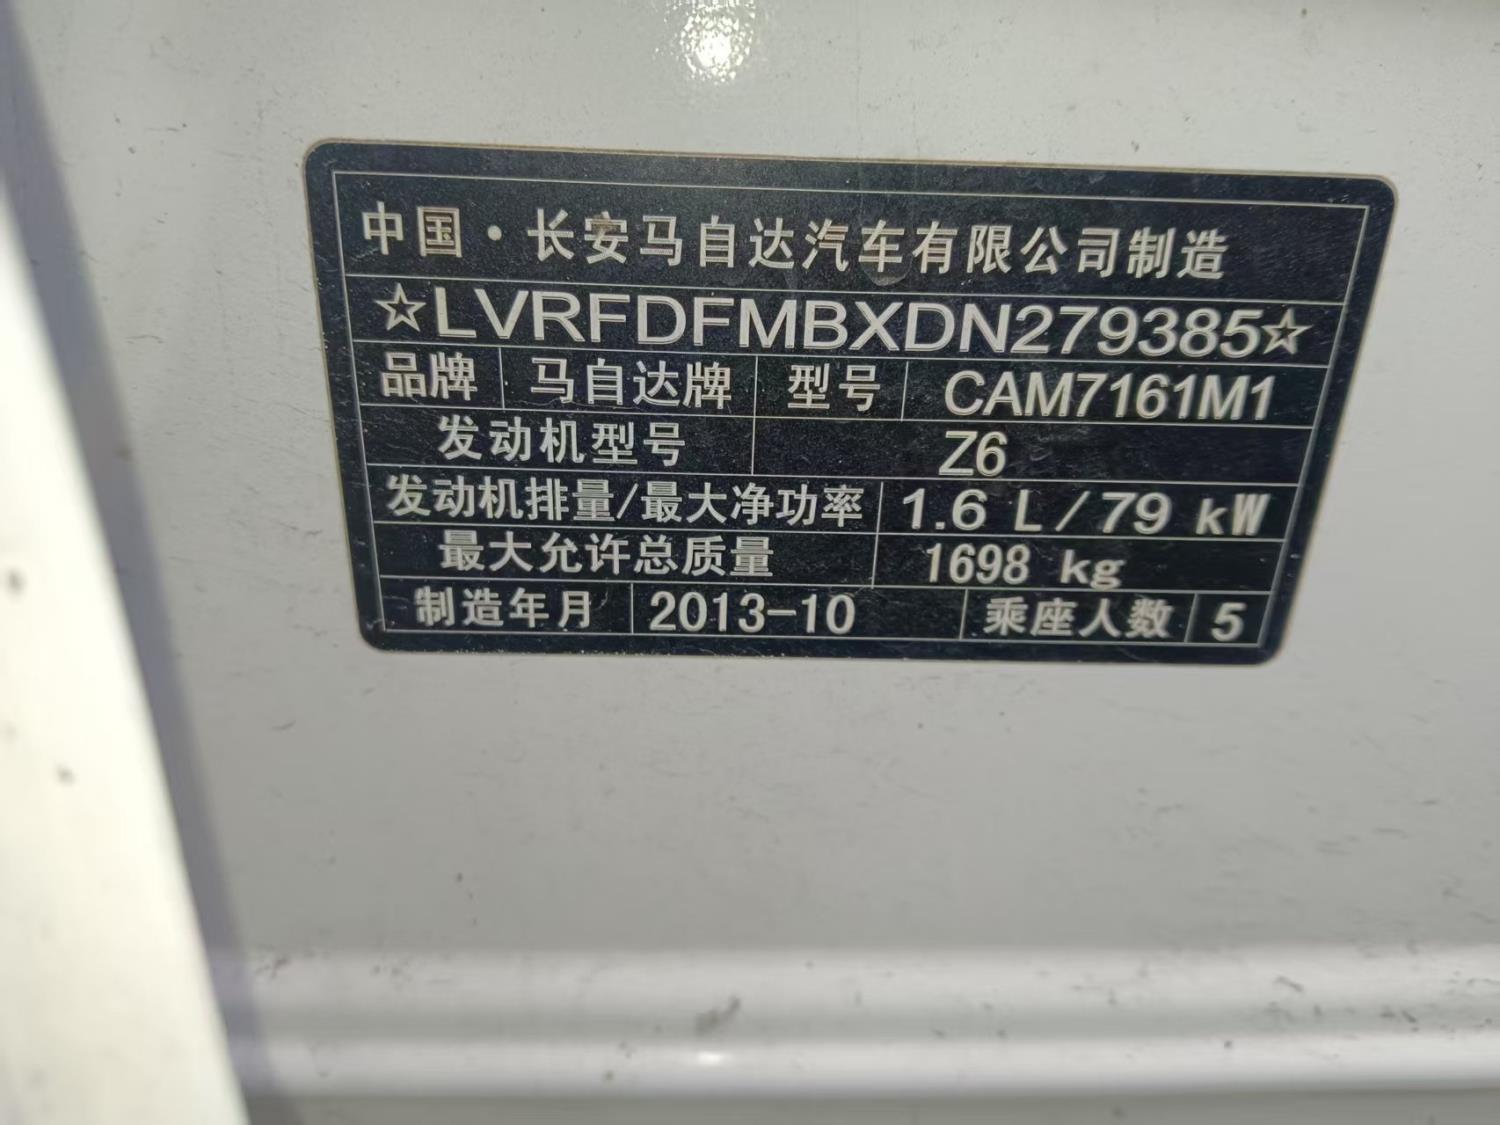 中国·长安马自达汽车有限公司制造
☆LVRFDFMBXDN279385☆
品牌 马自达牌 型号 CAM7161M1
发动机型号 Z6
发动机排量/最大净功率 1.6 L/79 kW
最大允许总质量 1698 kg
制造年月 2013-10 乘座人数 5